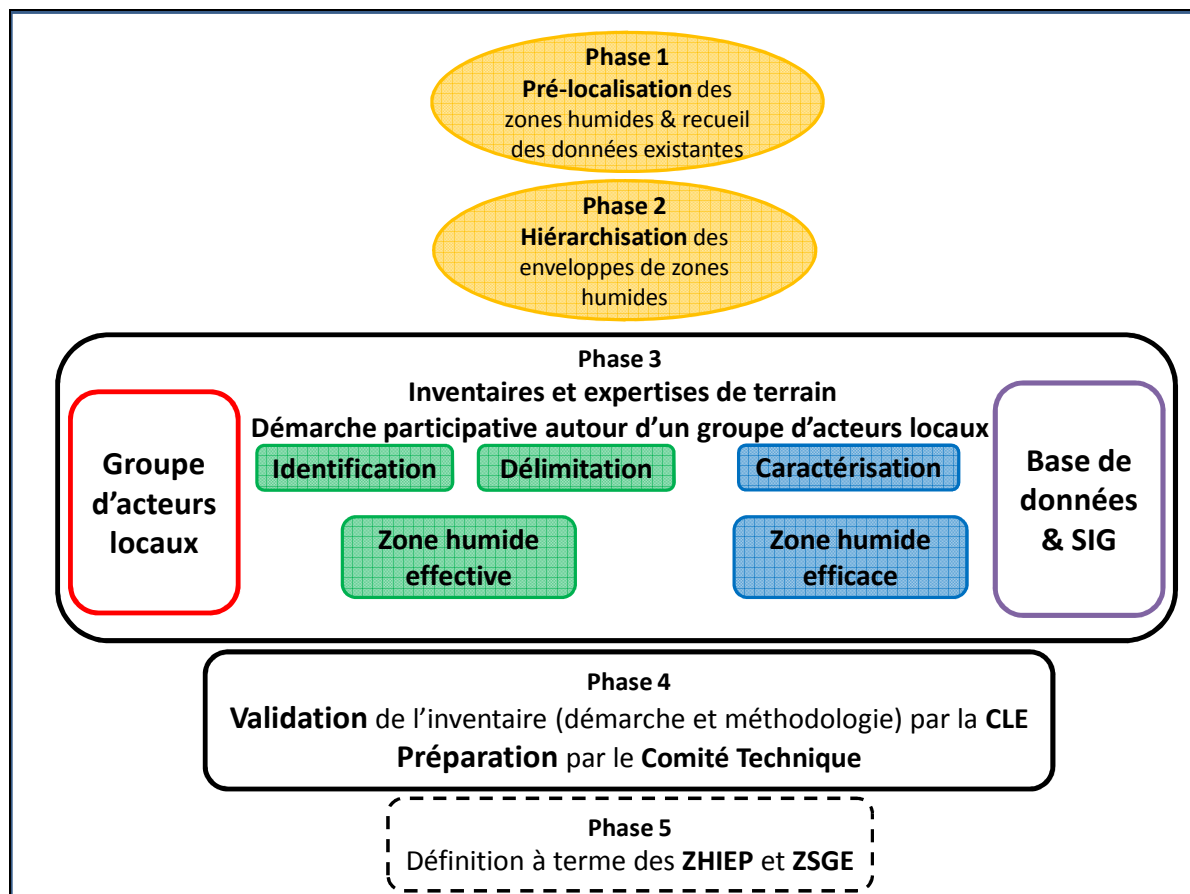 Phase 1
Pré-localisation des
zones humides & recueil
des données existantes
Phase 2
Hiérarchisation des
enveloppes de zones
humides
Phase 3
Inventaires et expertises de terrain
Démarche participative autour d'un groupe d'acteurs locaux
Groupe
d'acteurs
locaux
Identification
Délimitation
Caractérisation
Zone humide
effective
Zone humide
efficace
Base de
données
& SIG
Phase 4
Validation de l'inventaire (démarche et méthodologie) par la CLE
Préparation par le Comité Technique
Phase 5
Définition à terme des ZHIEP et ZSGE